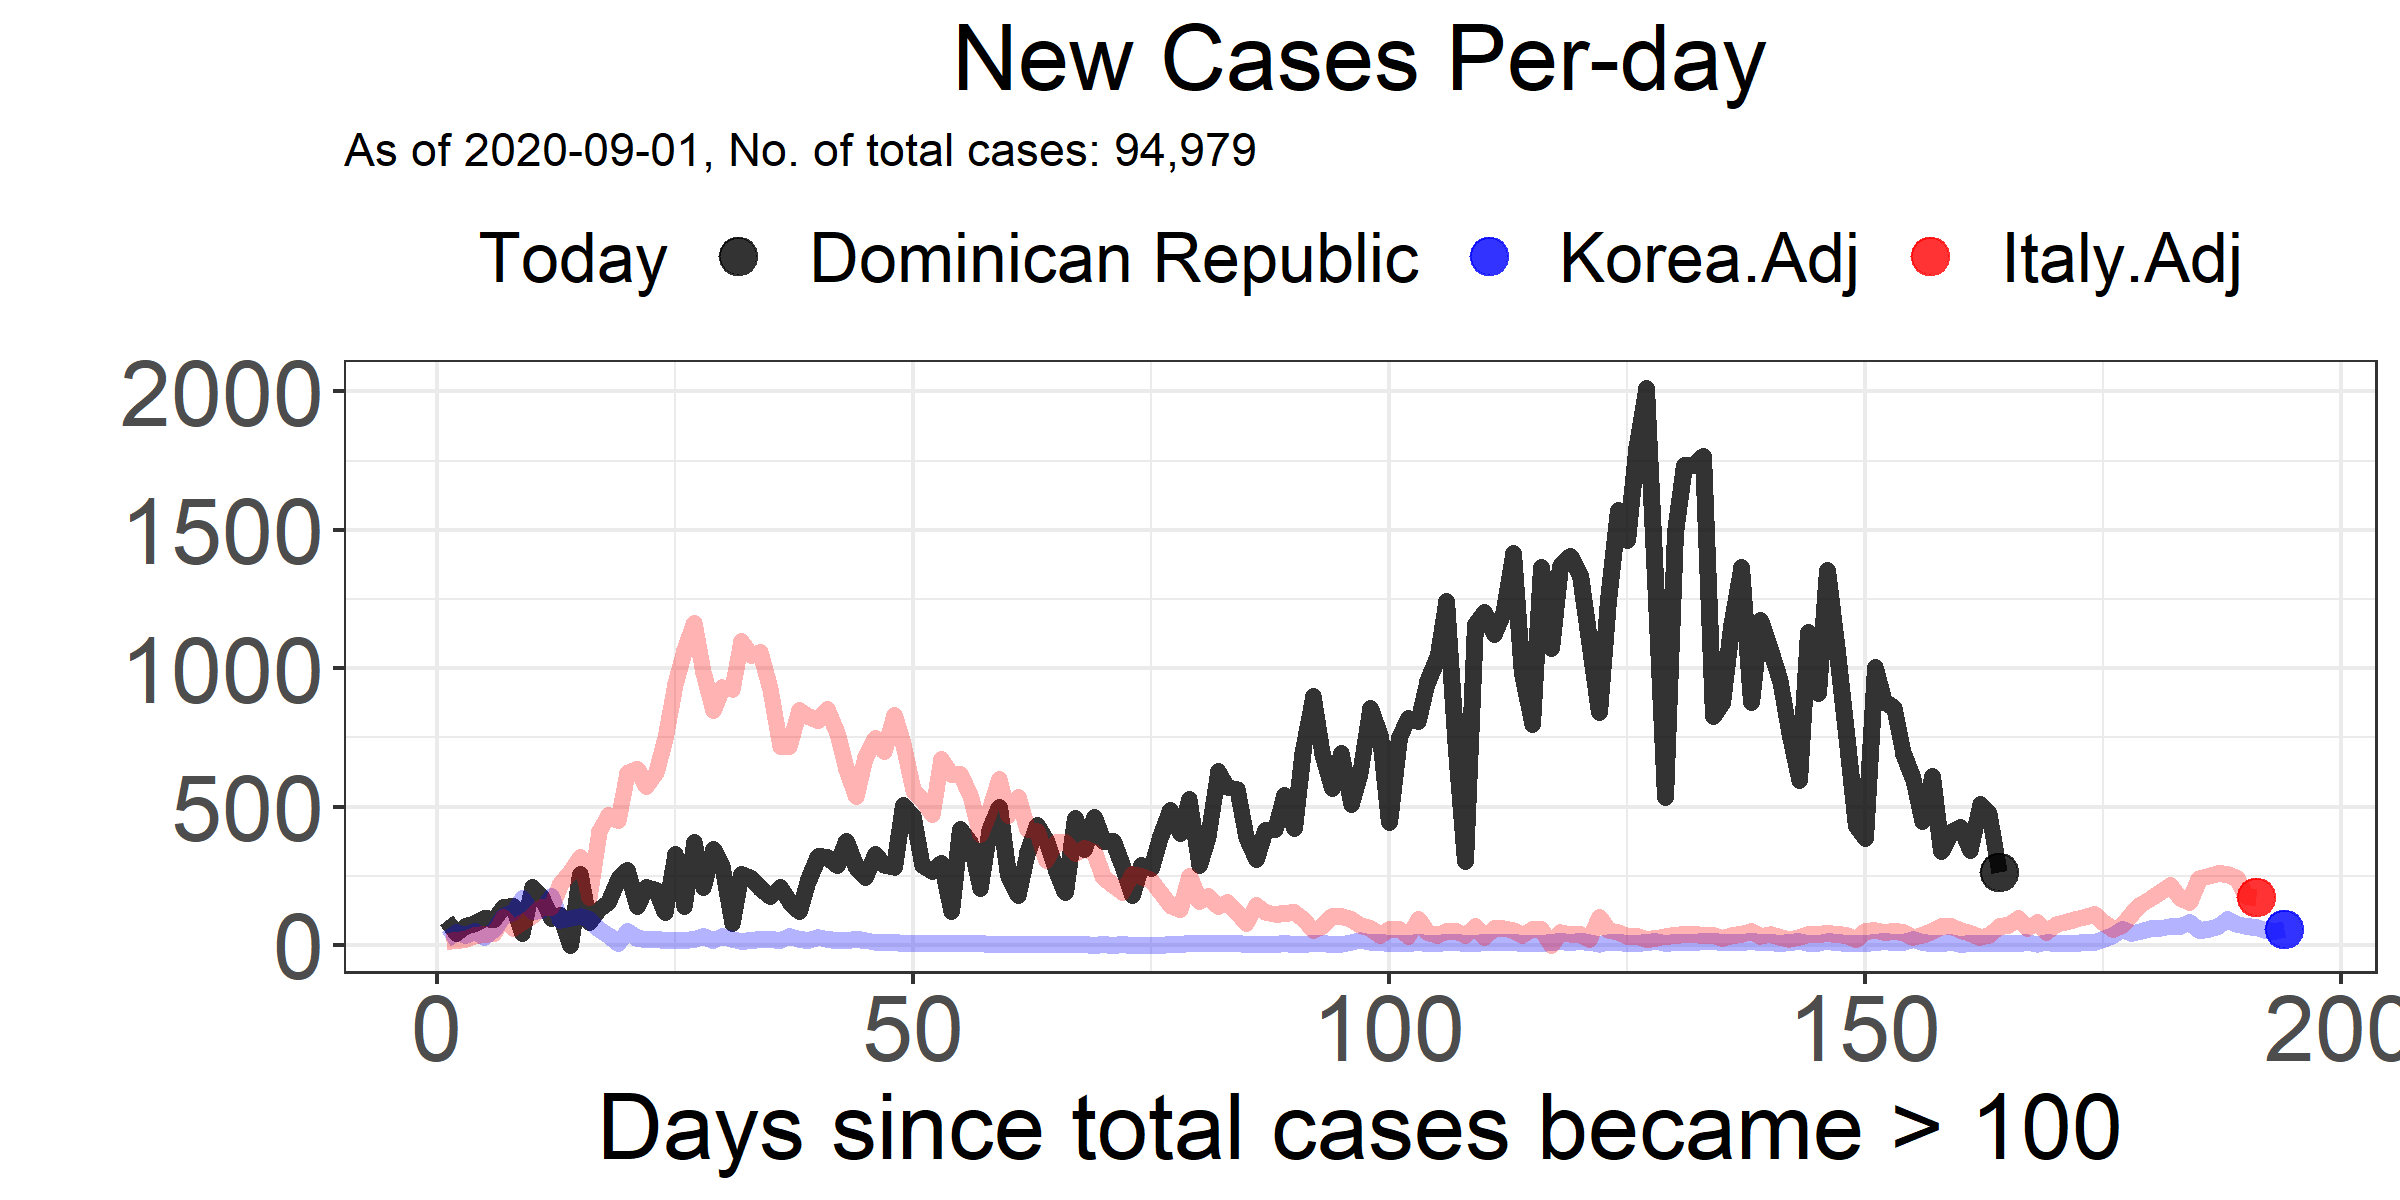 New Cases Per-day
As of 2020-09-01, No. of total cases: 94,979
Today Dominican Republic Korea.Adj Italy.Adj
2000
1500
1000
500
0
0 50 100 150 200
Days since total cases became > 100